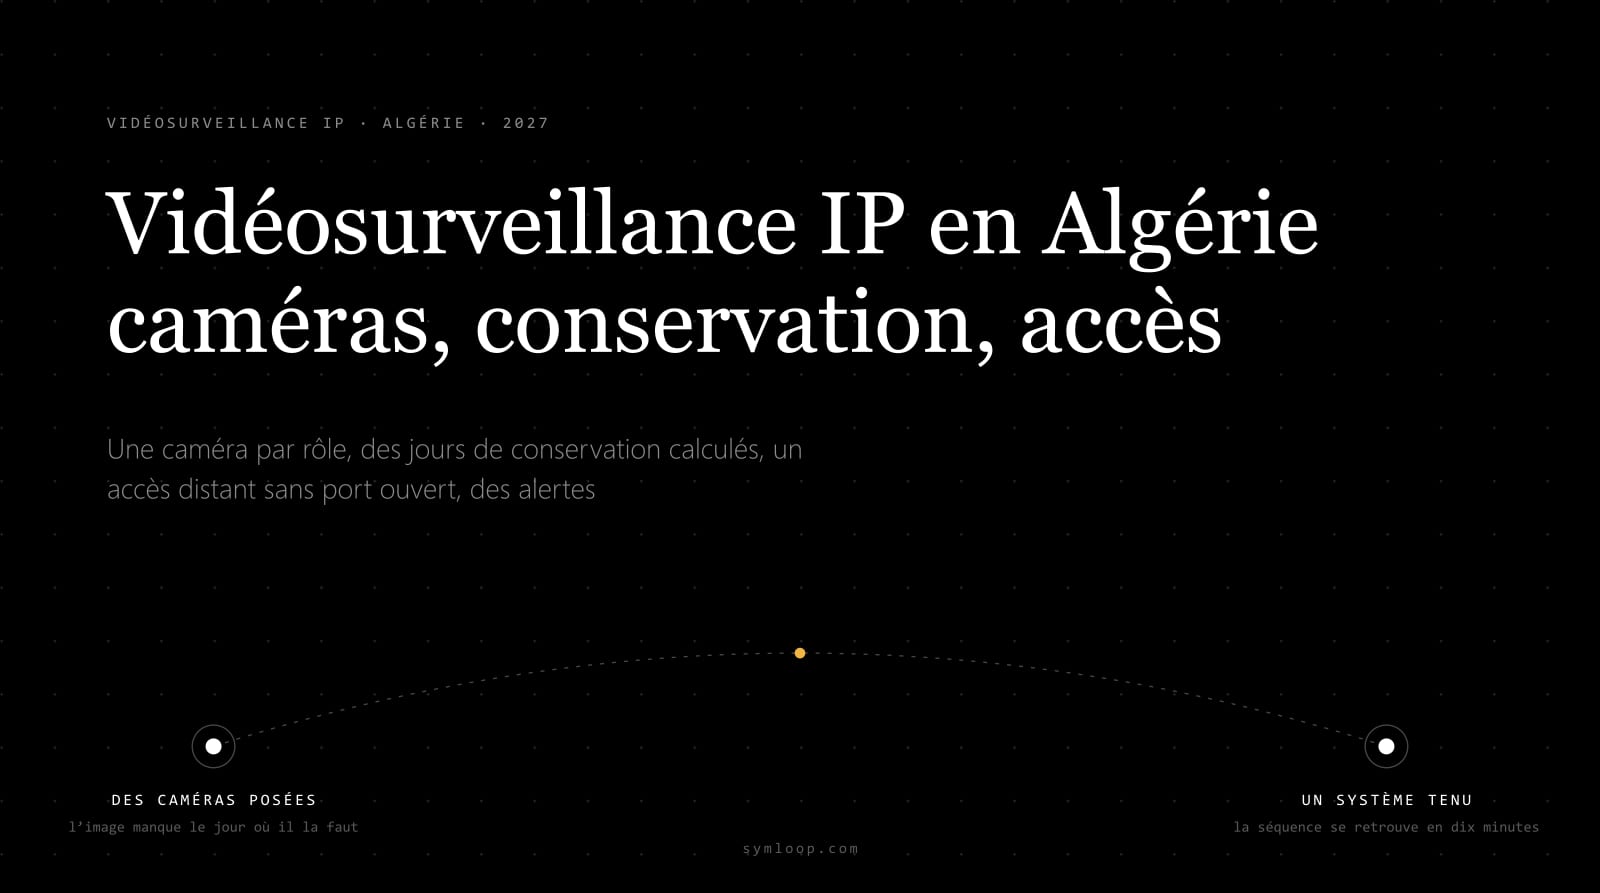 VIDÉOSURVEILLANCE IP · ALGÉRIE · 2027
Vidéosurveillance IP en Algérie
caméras, conservation, accès
Une caméra par rôle, des jours de conservation calculés, un
accès distant sans port ouvert, des alertes
DES CAMÉRAS POSÉES
l’image manque le jour où il la faut
UN SYSTÈME TENU
la séquence se retrouve en dix minutes
symloop.com